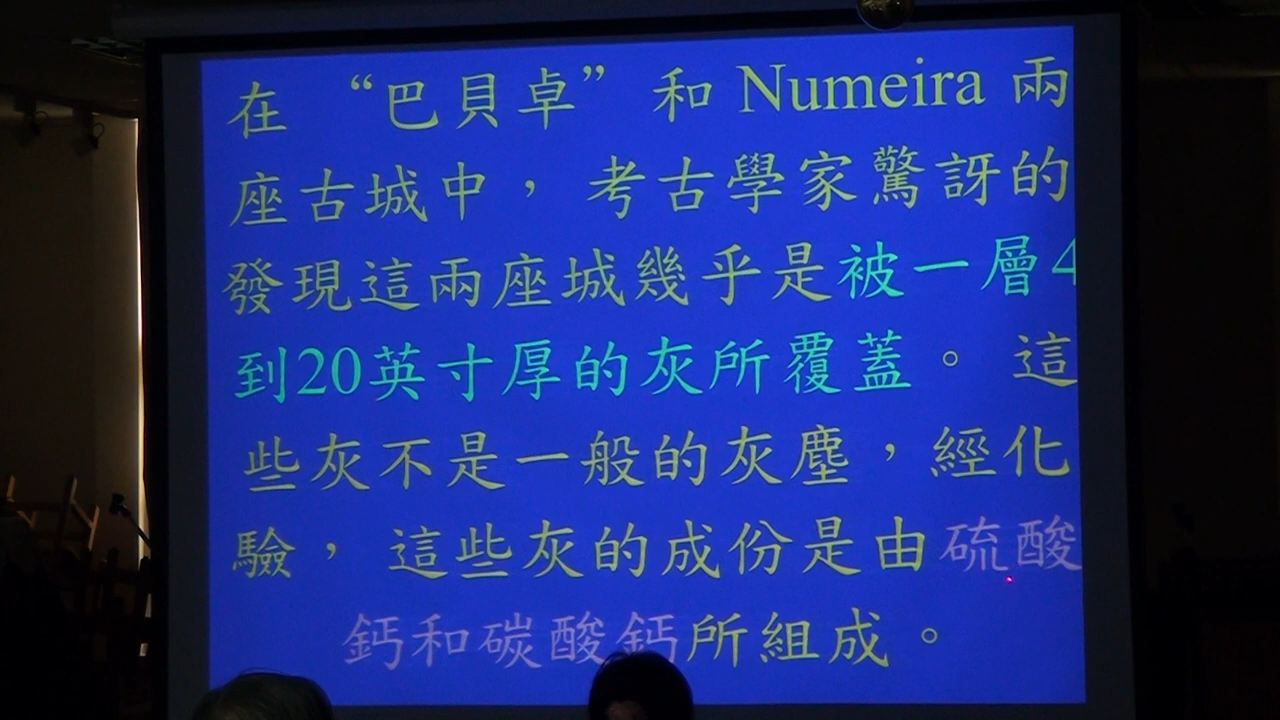 在 “巴貝卓” 和 Numeira 兩
座古城中， 考古學家驚訝的
發現這兩座城幾乎是被一層4
到20英寸厚的灰所覆蓋。 這
些灰不是一般的灰塵，經化
驗， 這些灰的成份是由硫酸
鈣和碳酸鈣所組成。